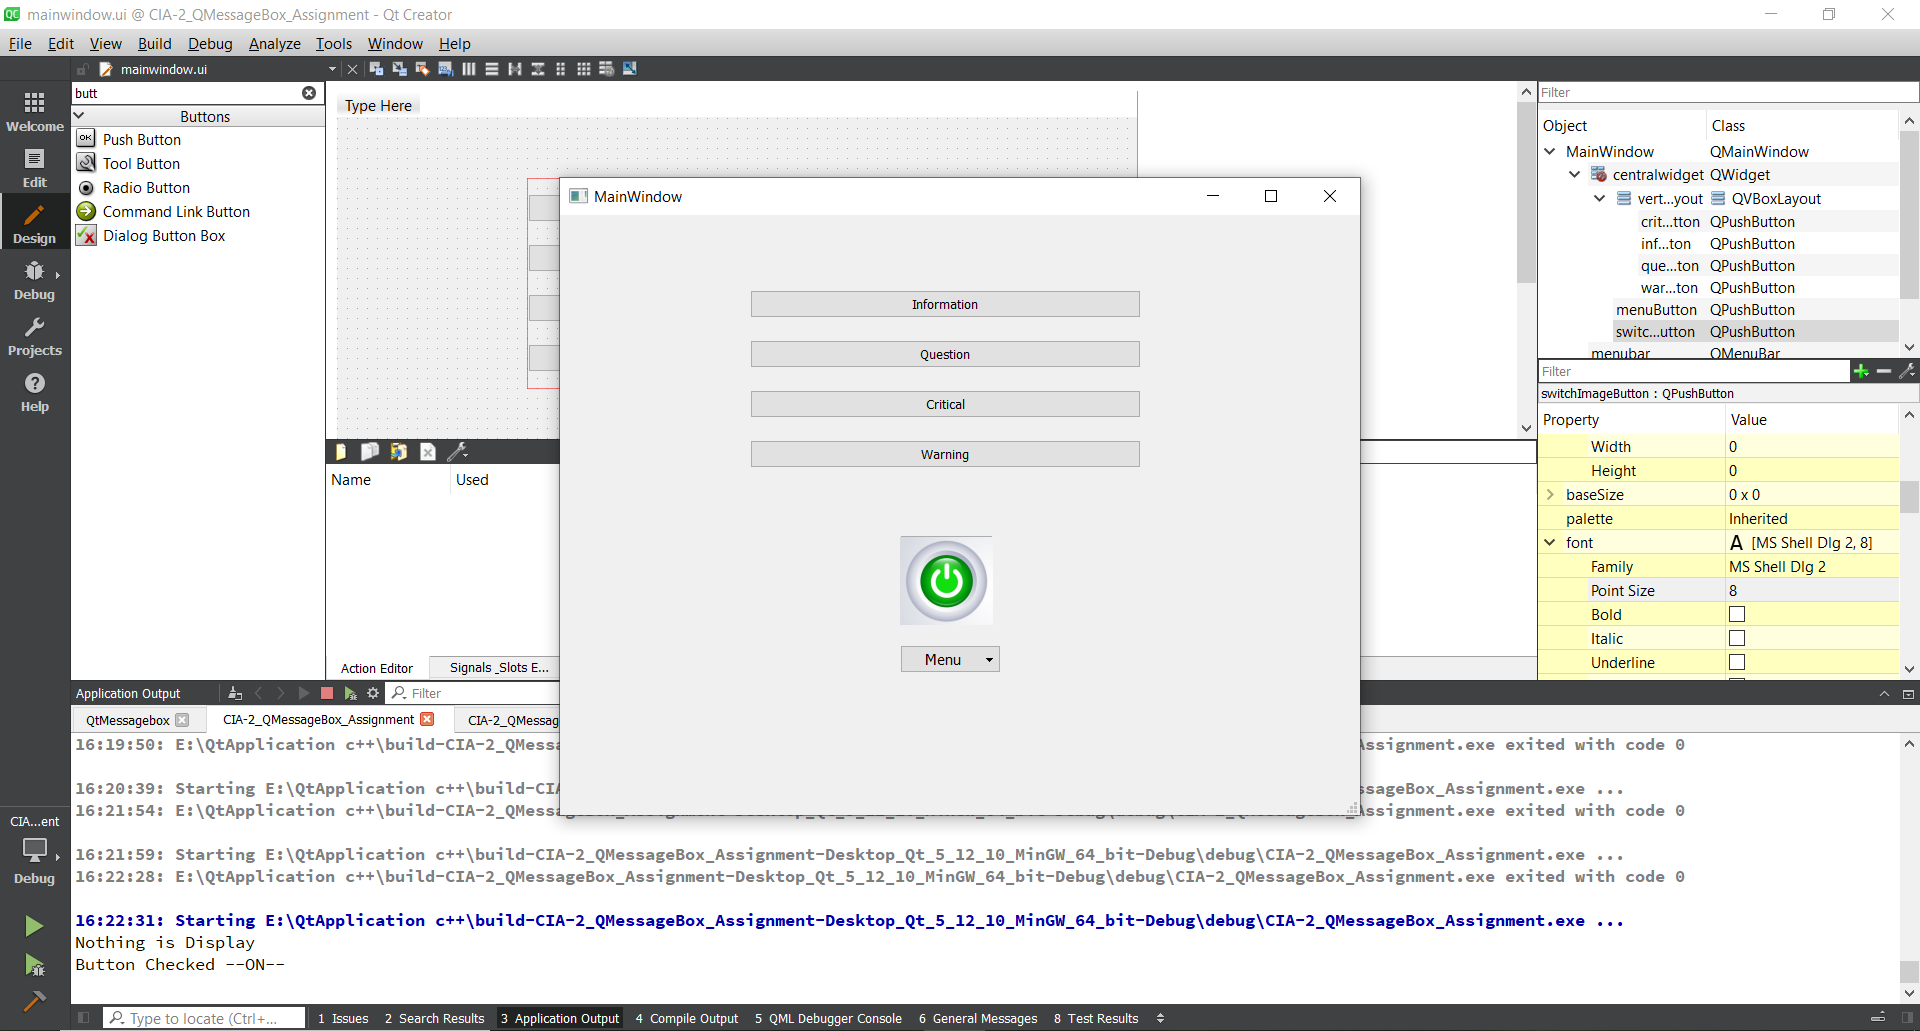 mainwindow.ui @ CIA-2_QMessageBox_Assignment - Qt Creator
File Edit View Build Debug Analyze Tools Window Help
mainwindow.ui
Welcome
Edit
Design
Debug
Projects
Help
CIA...ent
Debug
butt
Buttons
Push Button
Tool Button
Radio Button
Command Link Button
Dialog Button Box
Type Here
Name Used
Action Editor Signals _Slots E...
MainWindow
Information
Question
Critical
Warning
Menu
Filter
Object Class
MainWindow QMainWindow
centralwidget QWidget
vert...yout QVBoxLayout
crit...tton QPushButton
inf...ton QPushButton
que...ton QPushButton
war...ton QPushButton
menuButton QPushButton
switc...utton QPushButton
menubar QMenuBar
Filter
switchImageButton : QPushButton
Property Value
Width 0
Height 0
baseSize 0 x 0
palette Inherited
font A [MS Shell Dlg 2, 8]
Family MS Shell Dlg 2
Point Size 8
Bold
Italic
Underline
Application Output Filter
QtMessagebox CIA-2_QMessageBox_Assignment CIA-2_QMessag
16:19:50: E:\QtApplication c++\build-CIA-2_QMess ssignment.exe exited with code 0
16:20:39: Starting E:\QtApplication c++\build-CI sageBox_Assignment.exe ...
16:21:54: E:\QtApplication c++\build-CIA-2_QMess ssignment.exe exited with code 0
16:21:59: Starting E:\QtApplication c++\build-CIA-2_QMessageBox_Assignment-Desktop_Qt_5_12_10_MinGW_64_bit-Debug\debug\CIA-2_QMessageBox_Assignment.exe ...
16:22:28: E:\QtApplication c++\build-CIA-2_QMessageBox_Assignment-Desktop_Qt_5_12_10_MinGW_64_bit-Debug\debug\CIA-2_QMessageBox_Assignment.exe exited with code 0
16:22:31: Starting E:\QtApplication c++\build-CIA-2_QMessageBox_Assignment-Desktop_Qt_5_12_10_MinGW_64_bit-Debug\debug\CIA-2_QMessageBox_Assignment.exe ...
Nothing is Display
Button Checked --ON--
Type to locate (Ctrl+... 1 Issues 2 Search Results 3 Application Output 4 Compile Output 5 QML Debugger Console 6 General Messages 8 Test Results